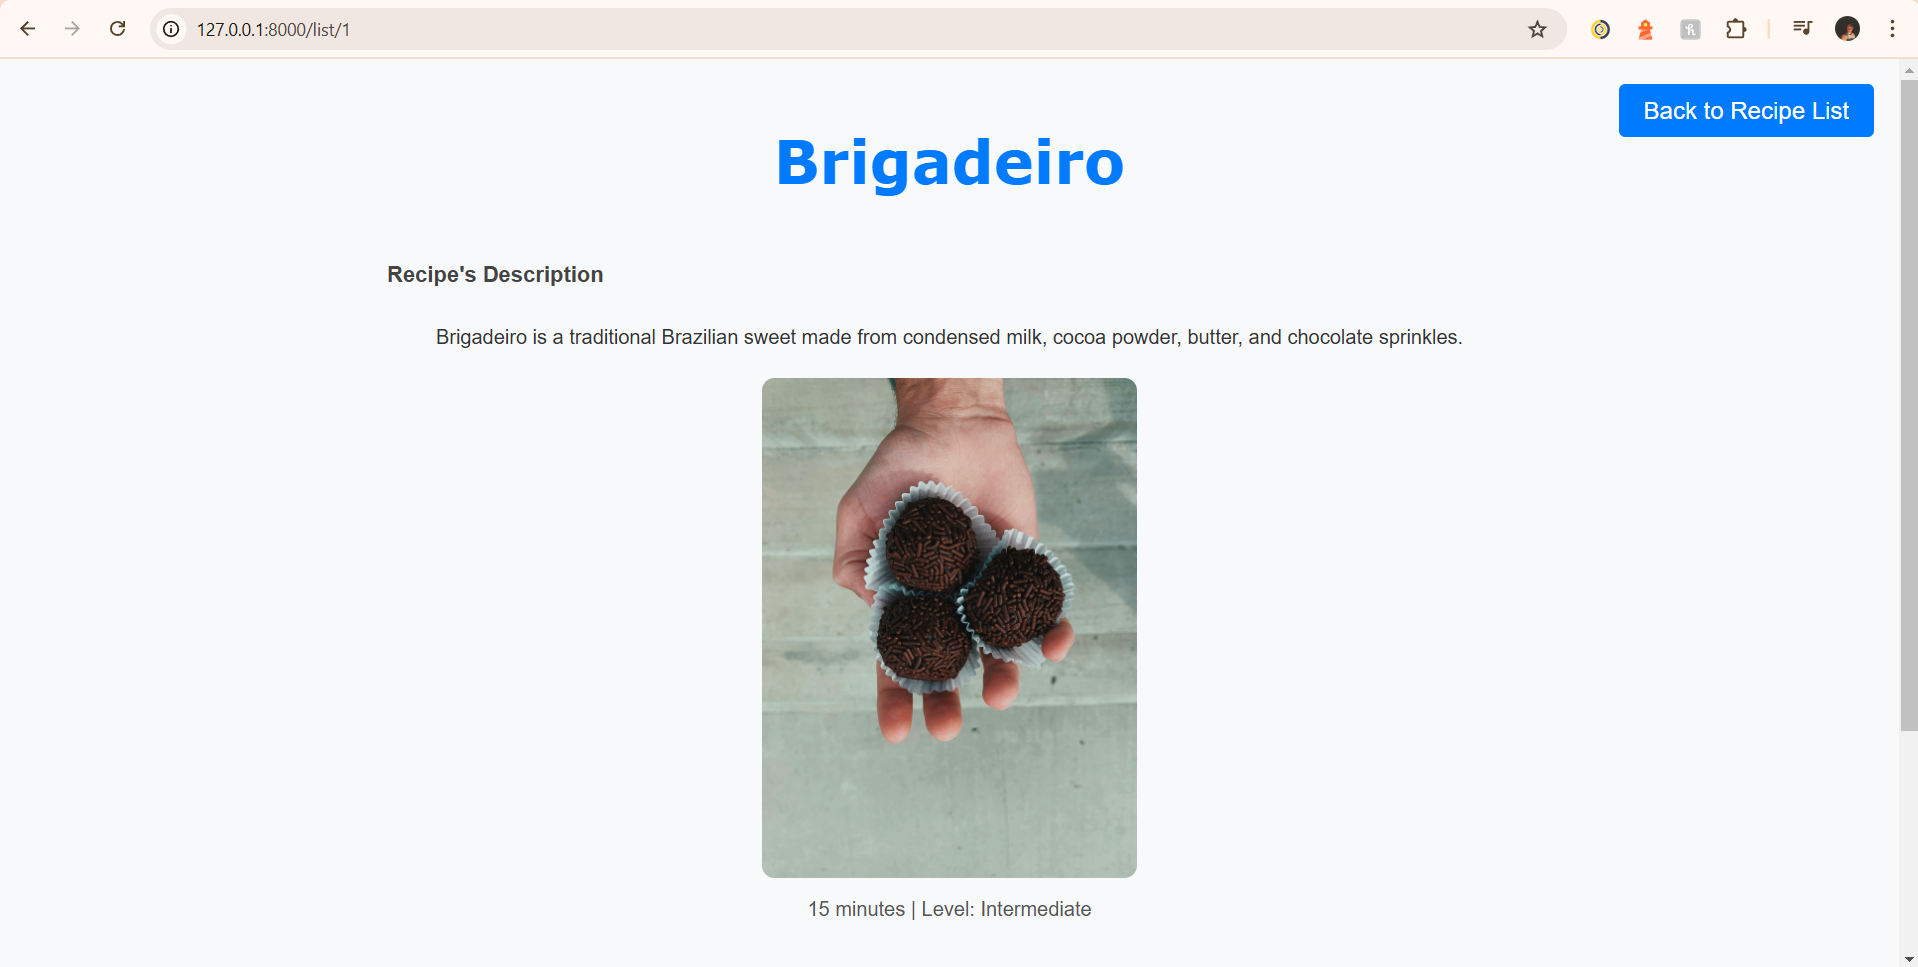 127.0.0.1:8000/list/1
Back to Recipe List
Brigadeiro
Recipe's Description
Brigadeiro is a traditional Brazilian sweet made from condensed milk, cocoa powder, butter, and chocolate sprinkles.
15 minutes | Level: Intermediate